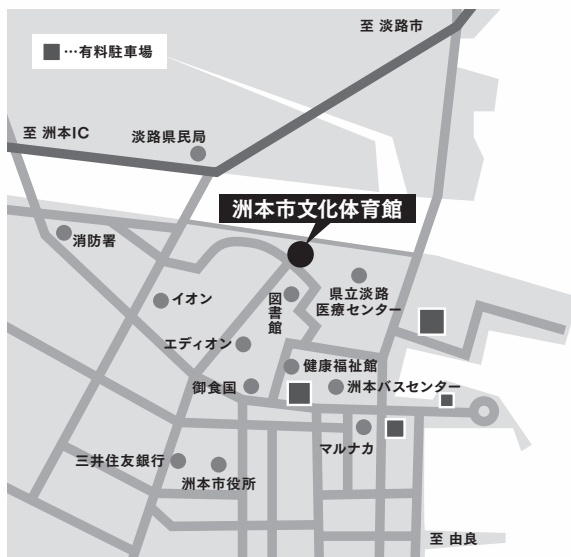 至 淡路市
■…有料駐車場
至 洲本IC
淡路県民局
洲本市文化体育館
消防署
イオン
図書館
県立淡路
医療センター
エディオン
健康福祉館
御食国
洲本バスセンター
マルナカ
三井住友銀行
洲本市役所
至 由良